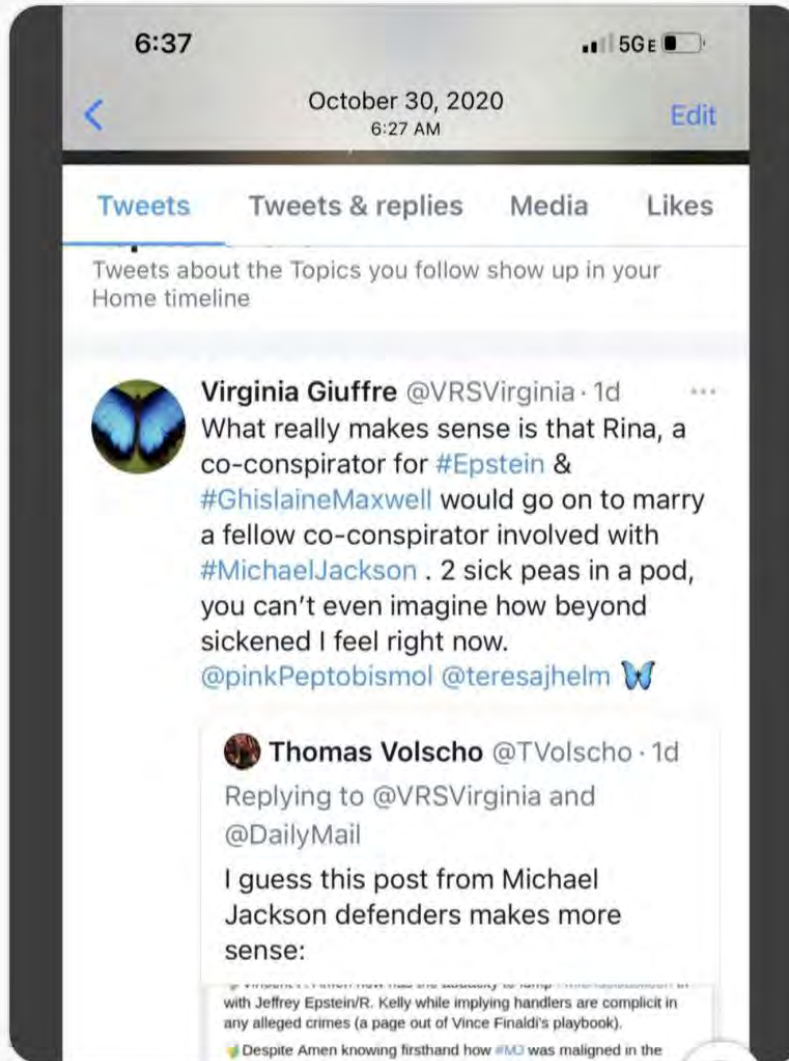 6:37
5GE
October 30, 2020
Edit
6:27 AM
Tweets Tweets & replies Media Likes
Tweets about the Topics you follow show up in your
Home timeline
Virginia Giuffre @VRSVirginia · 1d
What really makes sense is that Rina, a
co-conspirator for #Epstein &
#GhislaineMaxwell would go on to marry
a fellow co-conspirator involved with
#MichaelJackson . 2 sick peas in a pod,
you can't even imagine how beyond
sickened I feel right now.
@pinkPeptobismol @teresajhelm 🦋
Thomas Volscho @TVolscho · 1d
Replying to @VRSVirginia and
@DailyMail
I guess this post from Michael
Jackson defenders makes more
sense:
with Jeffrey Epstein/R. Kelly while implying handlers are complicit in
any alleged crimes (a page out of Vince Finaldi's playbook).
Despite Amen knowing firsthand how #MJ was maligned in the